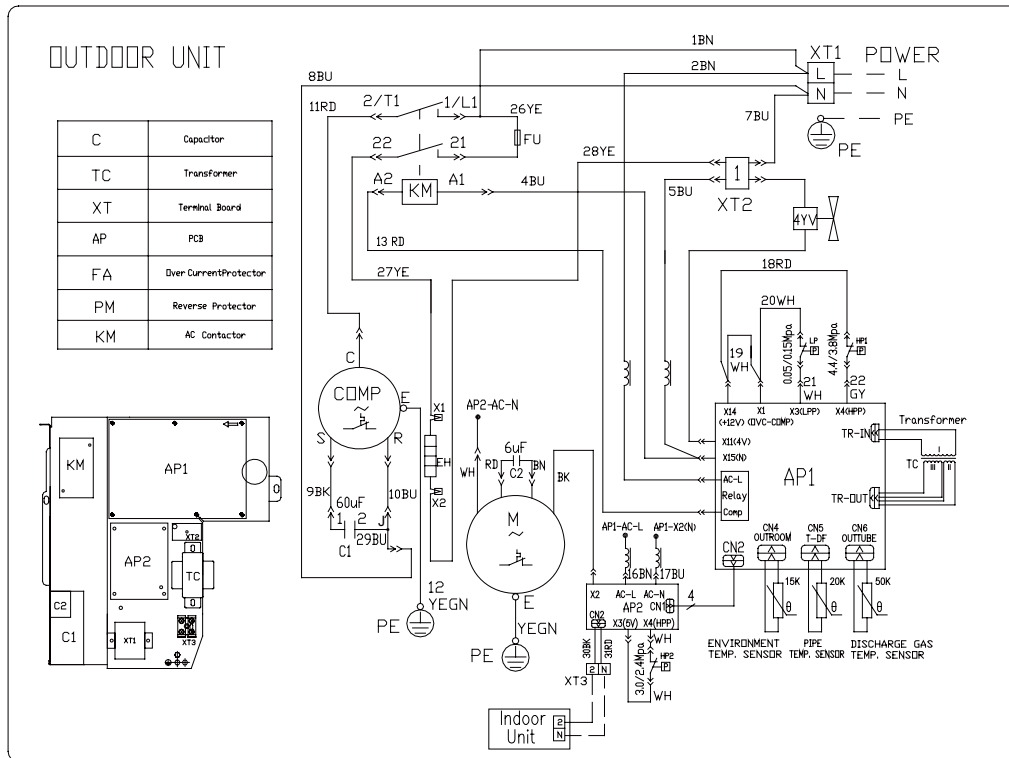 OUTDOOR UNIT
C Capacitor
TC Transformer
XT Terminal Board
AP PCB
FA Over CurrentProtector
PM Reverse Protector
KM AC Contactor
1BN
2BN
XT1
POWER
L
L
N
N
PE
PE
8BU
11RD
2/T1
1/L1
26YE
FU
22
21
28YE
7BU
A2
KM
A1
4BU
5BU
1
XT2
4YV
13 RD
27YE
18RD
20WH
19
WH
0.05/0.15Mpa
LP
P
4.4/3.8Mpa
HP1
P
21
WH
22
GY
C
COMP
~
E
S
R
X1
EH
X2
9BK
60uF
10BU
1
2
J
C1
29BU
12
YEGN
PE
AP2-AC-N
WH
RD
6uF
C2
BN
BK
M
~
E
YEGN
PE
X14
(+12V)
X1
(OVC-COMP)
X3(LPP)
X4(HPP)
X11(4V)
X15(N)
AC-L
Relay
Comp
AP1
TR-IN
TR-OUT
Transformer
TC
I
II
III
CN2
CN4
OUTROOM
CN5
T-DF
CN6
OUTTUBE
15K
20K
50K
θ
θ
θ
ENVIRONMENT
TEMP. SENSOR
PIPE
TEMP. SENSOR
DISCHARGE GAS
TEMP. SENSOR
AP1-AC-L
AP1-X2(N)
16BN
17BU
X2
AC-L
AC-N
CN2
AP2
CN1
4
X3(5V)
X4(HPP)
WH
HP2
P
3.0/2.4Mpa
WH
30BK
31RD
XT3
2
N
Indoor
Unit
2
N
KM
AP1
AP2
XT2
TC
C2
C1
XT1
XT3